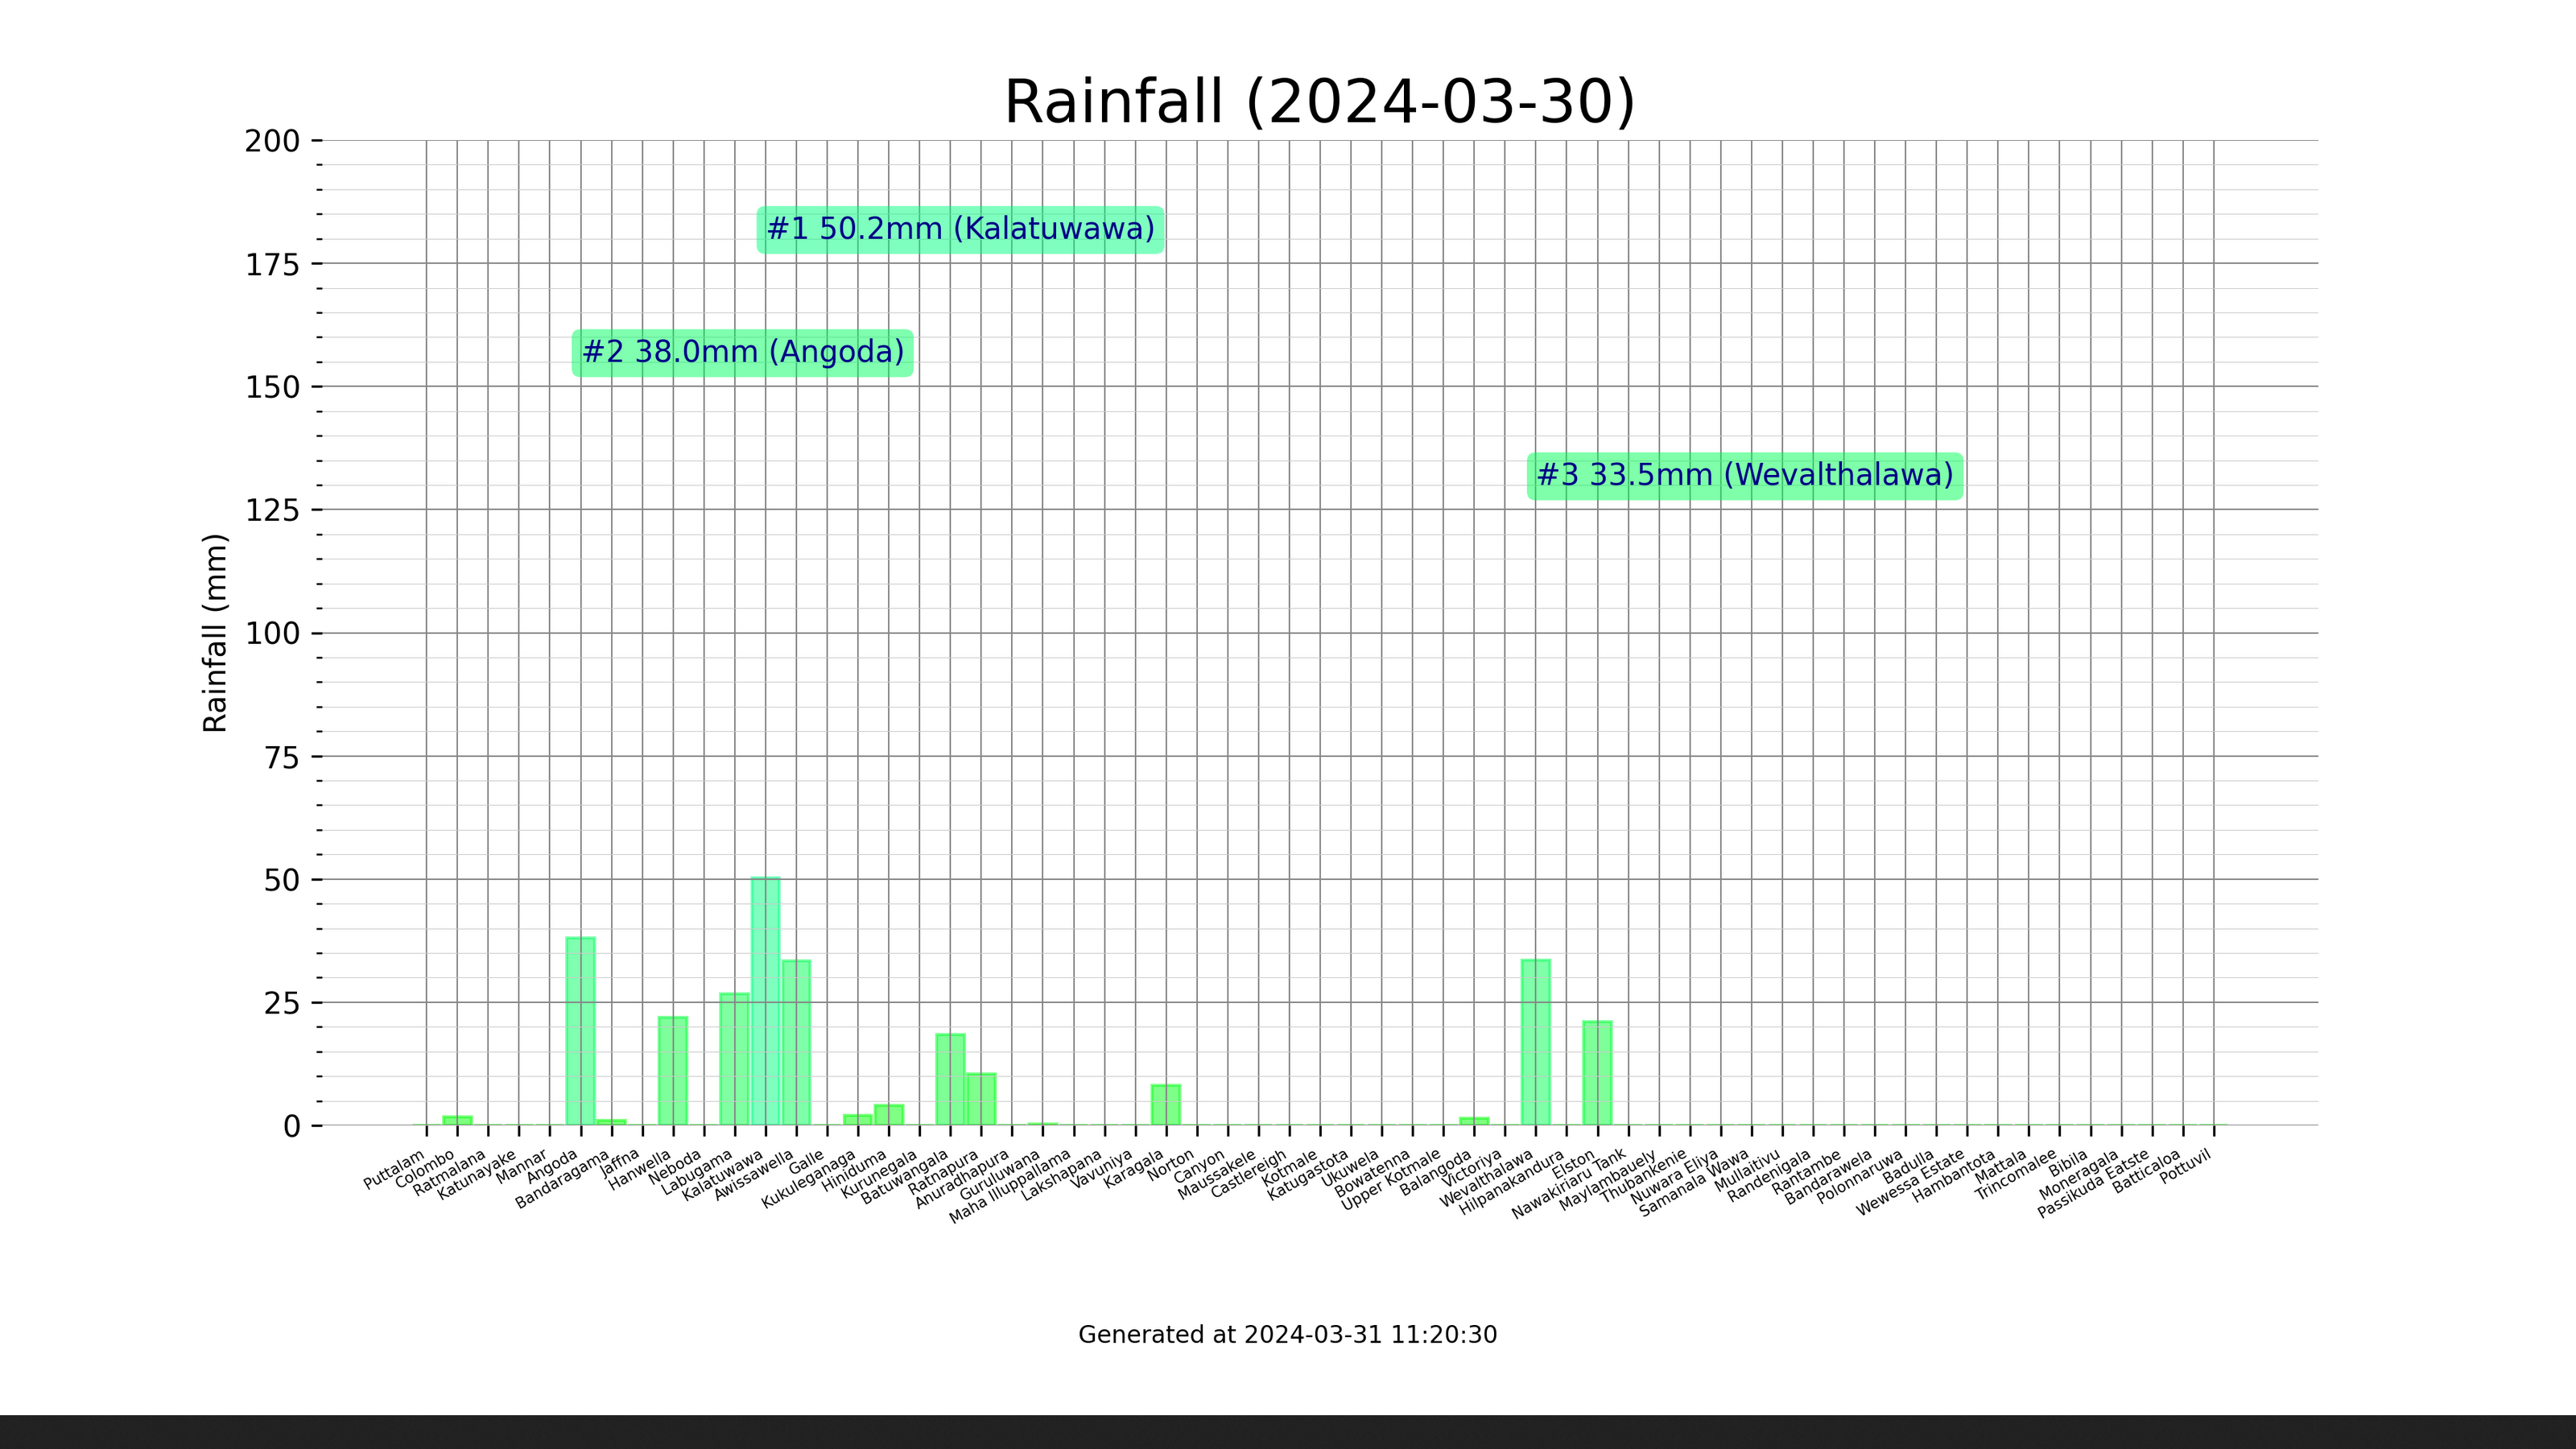 Rainfall (2024-03-30)
200
175
150
125
100
75
50
25
0
Rainfall (mm)
#1 50.2mm (Kalatuwawa)
#2 38.0mm (Angoda)
#3 33.5mm (Wevalthalawa)
Puttalam
Colombo
Ratmalana
Katunayake
Mannar
Angoda
Bandaragama
Jaffna
Hanwella
Neboda
Labugama
Kalatuwawa
Awissawella
Galle
Kukuleganaga
Hiniduma
Kurunegala
Batuwangala
Ratnapura
Anuradhapura
Guruluwana
Maha Illuppallama
Lakshapana
Vavuniya
Karagala
Norton
Canyon
Maussakele
Castlereigh
Kotmale
Katugastota
Ukuwela
Bowatenna
Upper Kotmale
Balangoda
Victoriya
Wevalthalawa
Hilpanakandura
Elston
Nawakiriaru Tank
Maylambauely
Thubankenie
Nuwara Eliya
Samanala Wawa
Mullaitivu
Randenigala
Rantambe
Bandarawela
Polonnaruwa
Badulla
Wewessa Estate
Hambantota
Mattala
Trincomalee
Bibila
Moneragala
Passikuda Eatste
Batticaloa
Pottuvil
Generated at 2024-03-31 11:20:30